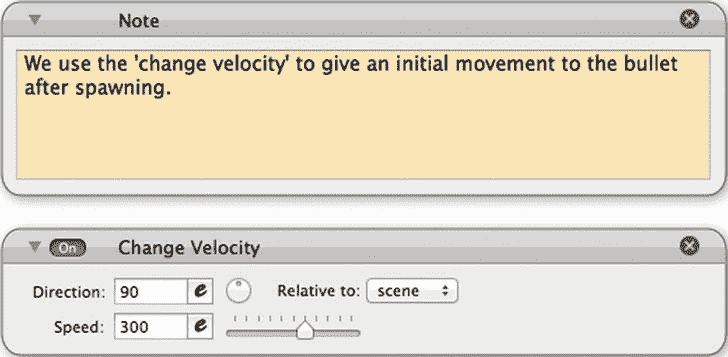 Note
We use the 'change velocity' to give an initial movement to the bullet
after spawning.
On Change Velocity
Direction: 90 e Relative to: scene
Speed: 300 e